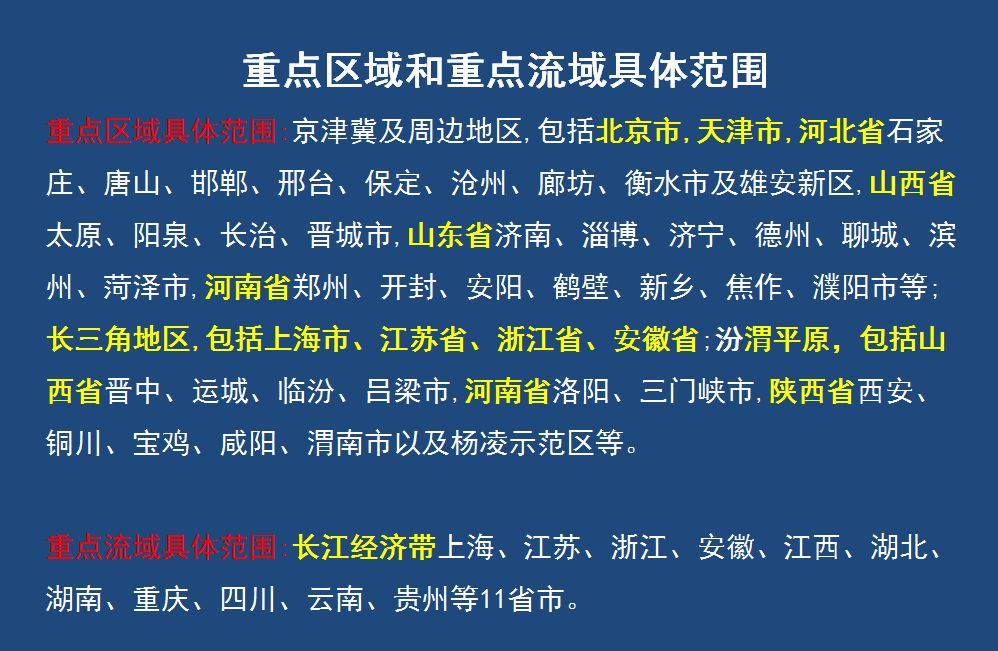 重点区域和重点流域具体范围
重点区域具体范围:京津冀及周边地区,包括北京市,天津市,河北省石家
庄、唐山、邯郸、邢台、保定、沧州、廊坊、衡水市及雄安新区,山西省
太原、阳泉、长治、晋城市,山东省济南、淄博、济宁、德州、聊城、滨
州、菏泽市,河南省郑州、开封、安阳、鹤壁、新乡、焦作、濮阳市等;
长三角地区,包括上海市、江苏省、浙江省、安徽省;汾渭平原，包括山
西省晋中、运城、临汾、吕梁市,河南省洛阳、三门峡市,陕西省西安、
铜川、宝鸡、咸阳、渭南市以及杨凌示范区等。
重点流域具体范围:长江经济带上海、江苏、浙江、安徽、江西、湖北、
湖南、重庆、四川、云南、贵州等11省市。